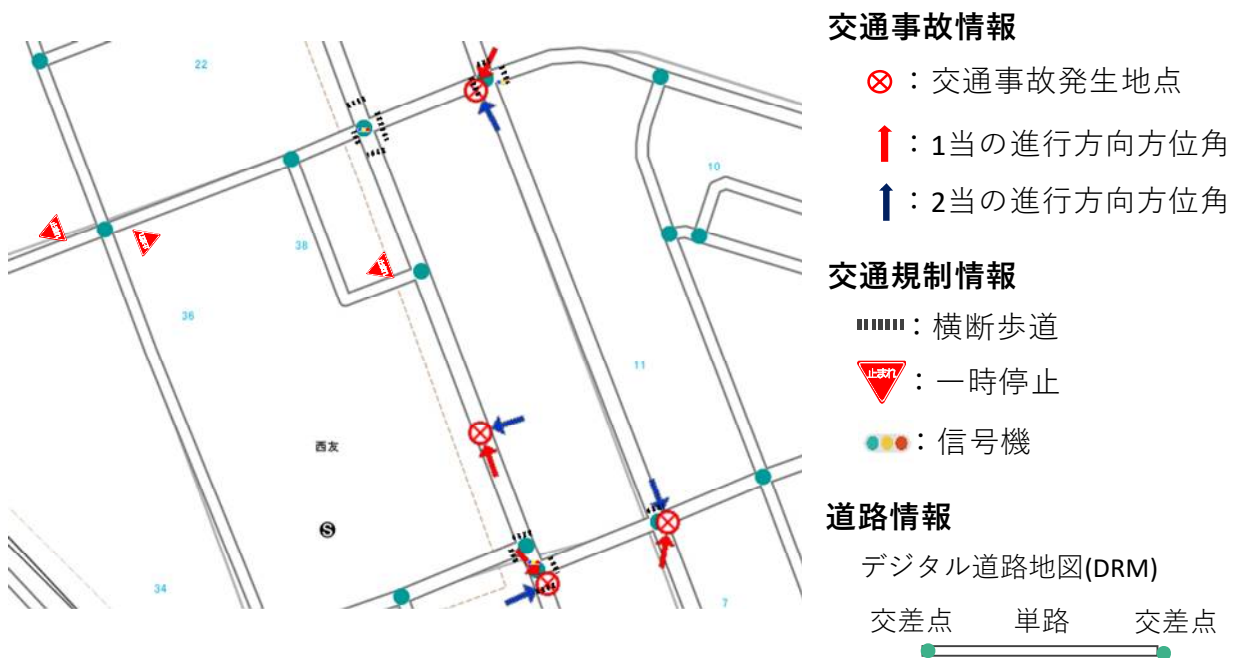 交通事故情報
：交通事故発生地点
：1当の進行方向方位角
：2当の進行方向方位角
交通規制情報
：横断歩道
止まれ
：一時停止
：信号機
道路情報
デジタル道路地図(DRM)
交差点 単路 交差点
22
10
38
36
11
西友
S
34
7